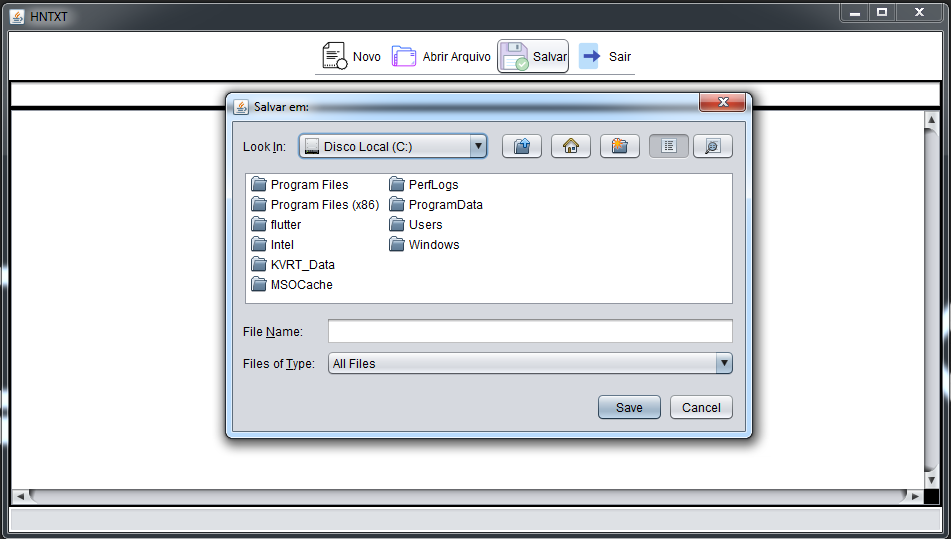 HNTXT
Novo Abrir Arquivo Salvar Sair
Salvar em:
Look In: Disco Local (C:)
Program Files PerfLogs
Program Files (x86) ProgramData
flutter Users
Intel Windows
KVRT_Data
MSOCache
File Name:
Files of Type: All Files
Save Cancel